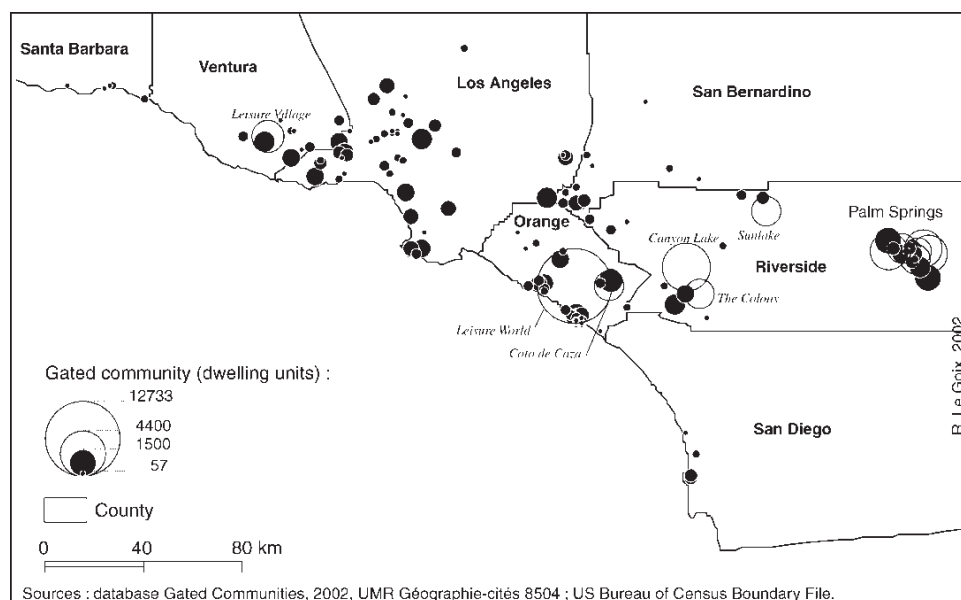 Santa Barbara
Ventura
Los Angeles
San Bernardino
Leisure Village
Orange
Palm Springs
Canyon Lake
Sunlake
Riverside
The Colony
Leisure World
Coto de Caza
Gated community (dwelling units) :
12733
4400
1500
57
San Diego
R. Le Goix, 2002
County
0 40 80 km
Sources : database Gated Communities, 2002, UMR Géographie-cités 8504 ; US Bureau of Census Boundary File.